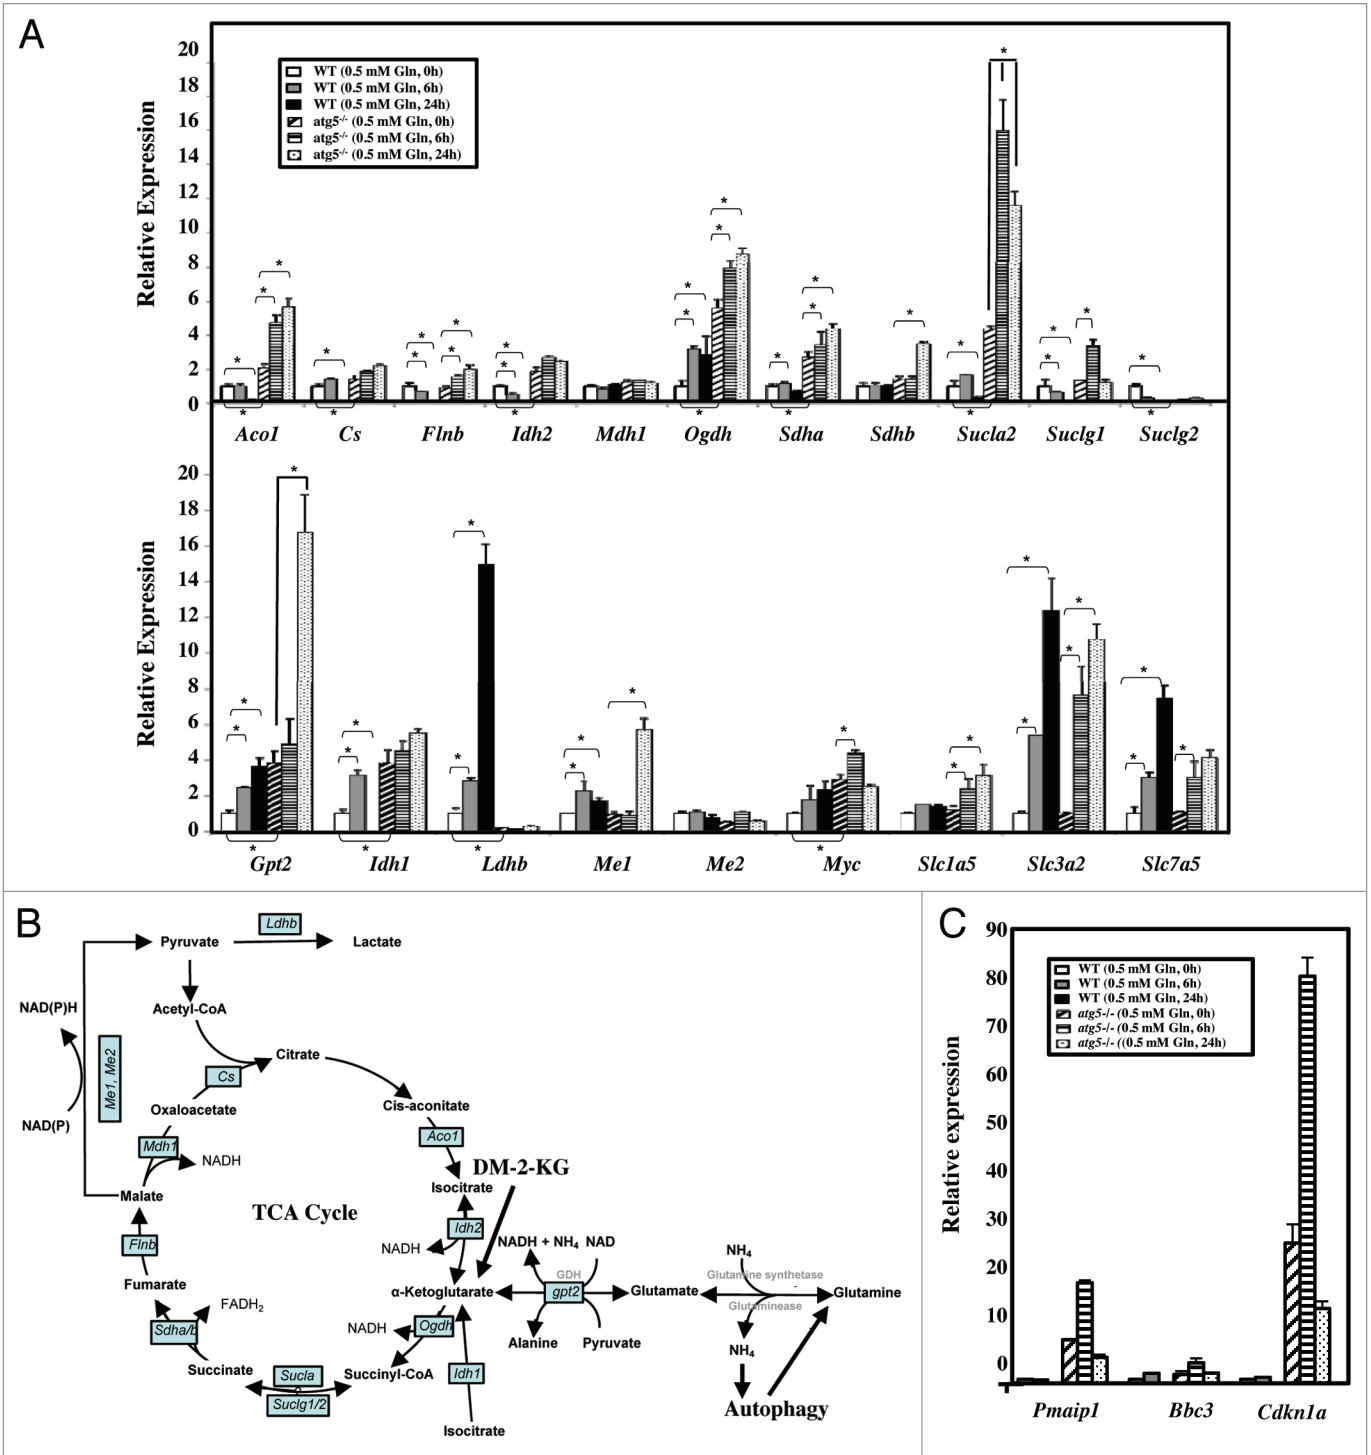 A
20
18
16
14
12
10
8
6
4
2
0
Relative Expression
WT (0.5 mM Gln, 0h)
WT (0.5 mM Gln, 6h)
WT (0.5 mM Gln, 24h)
atg5-/- (0.5 mM Gln, 0h)
atg5-/- (0.5 mM Gln, 6h)
atg5-/- (0.5 mM Gln, 24h)
Aco1 Cs Flnb Idh2 Mdh1 Ogdh Sdha Sdhb Sucla2 Suclg1 Suclg2
20
18
16
14
12
10
8
6
4
2
0
Relative Expression
Gpt2 Idh1 Ldhb Me1 Me2 Myc Slc1a5 Slc3a2 Slc7a5
B
Ldhb
Pyruvate Lactate
NAD(P)H
Acetyl-CoA
Citrate
Me1, Me2
Cs
NAD(P)
Oxaloacetate
Cis-aconitate
Mdh1
NADH
Aco1
DM-2-KG
Malate
Isocitrate
TCA Cycle
Idh2
NADH
NADH + NH4 NAD
NH4
Flnb
GDH
Glutamine synthetase
Fumarate
α-Ketoglutarate
gpt2
Glutamate
Glutamine
Glutaminease
FADH2
Sdha/b
NADH
Ogdh
Alanine
Pyruvate
NH4
Succinate
Sucla
Succinyl-CoA
Idh1
Suclg1/2
Autophagy
Isocitrate
C
90
80
70
60
50
40
30
20
10
0
Relative expression
WT (0.5 mM Gln, 0h)
WT (0.5 mM Gln, 6h)
WT (0.5 mM Gln, 24h)
atg5-/- (0.5 mM Gln, 0h)
atg5-/- (0.5 mM Gln, 6h)
atg5-/- ((0.5 mM Gln, 24h)
Pmaip1 Bbc3 Cdkn1a